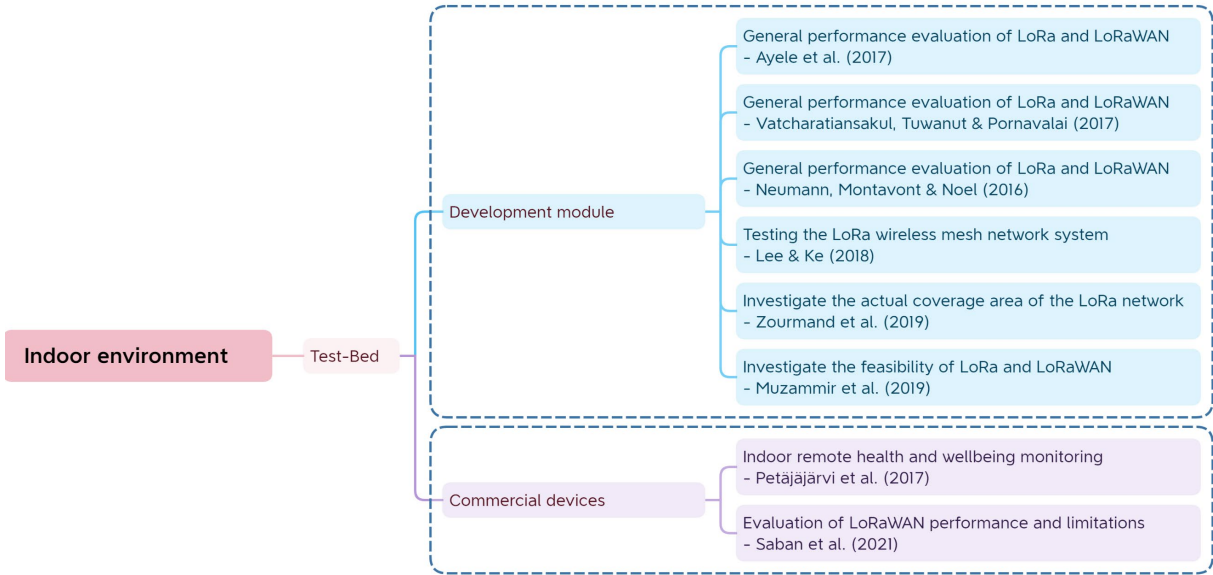 Indoor environment
Test-Bed
Development module
General performance evaluation of LoRa and LoRaWAN
- Ayele et al. (2017)
General performance evaluation of LoRa and LoRaWAN
- Vatcharatiansakul, Tuwanut & Pornavalai (2017)
General performance evaluation of LoRa and LoRaWAN
- Neumann, Montavont & Noel (2016)
Testing the LoRa wireless mesh network system
- Lee & Ke (2018)
Investigate the actual coverage area of the LoRa network
- Zourmand et al. (2019)
Investigate the feasibility of LoRa and LoRaWAN
- Muzammir et al. (2019)
Commercial devices
Indoor remote health and wellbeing monitoring
- Petäjäjärvi et al. (2017)
Evaluation of LoRaWAN performance and limitations
- Saban et al. (2021)